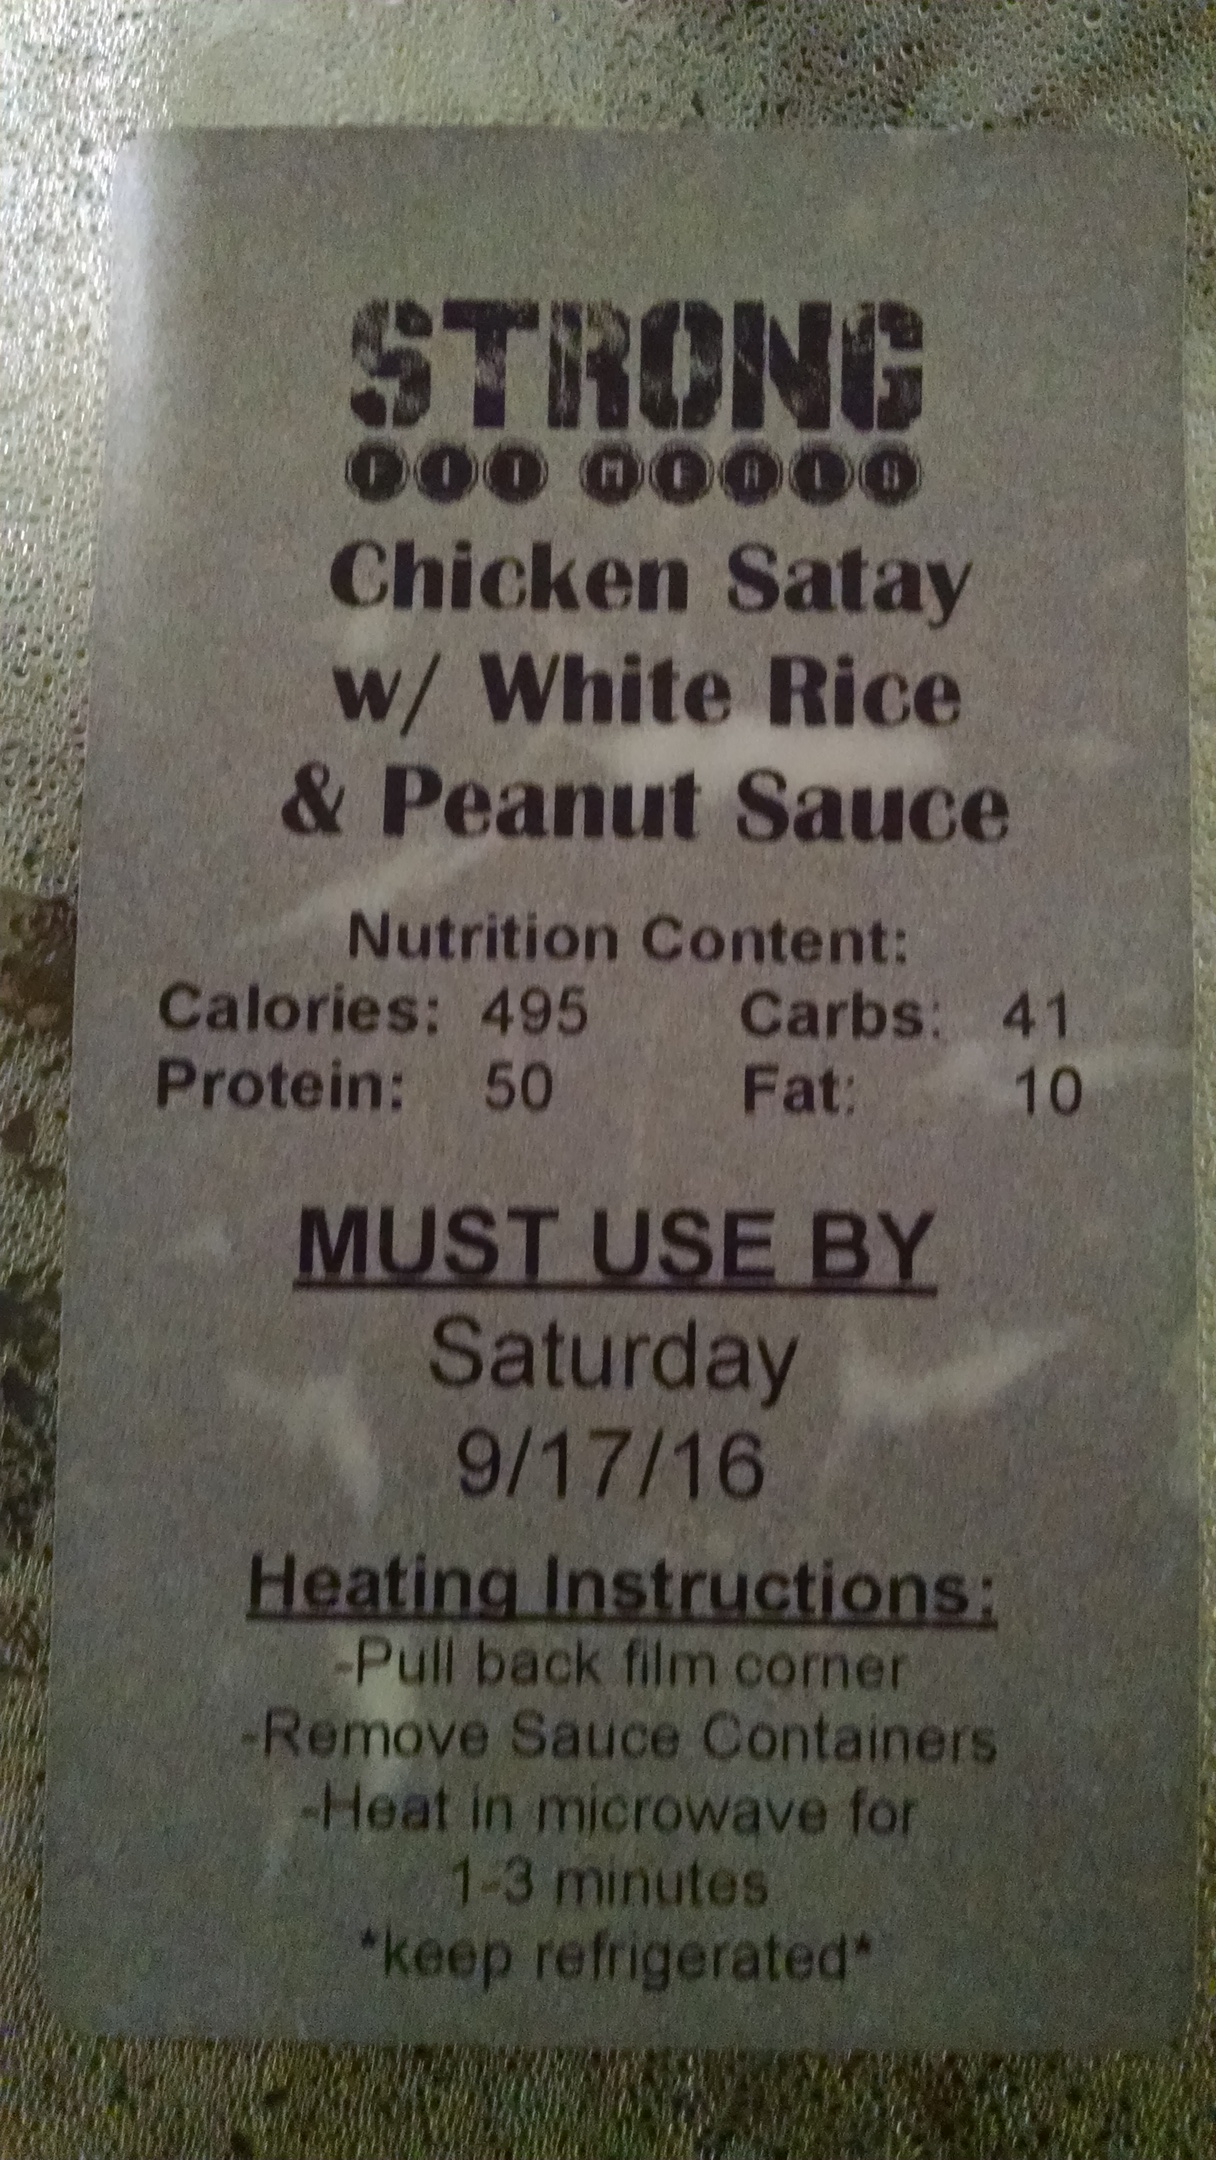 STRONG
FIT MEALS
Chicken Satay
w/ White Rice
& Peanut Sauce
Nutrition Content:
Calories: 495 Carbs: 41
Protein: 50 Fat: 10
MUST USE BY
Saturday
9/17/16
Heating Instructions:
-Pull back film corner
-Remove Sauce Containers
-Heat in microwave for
1-3 minutes
*keep refrigerated*